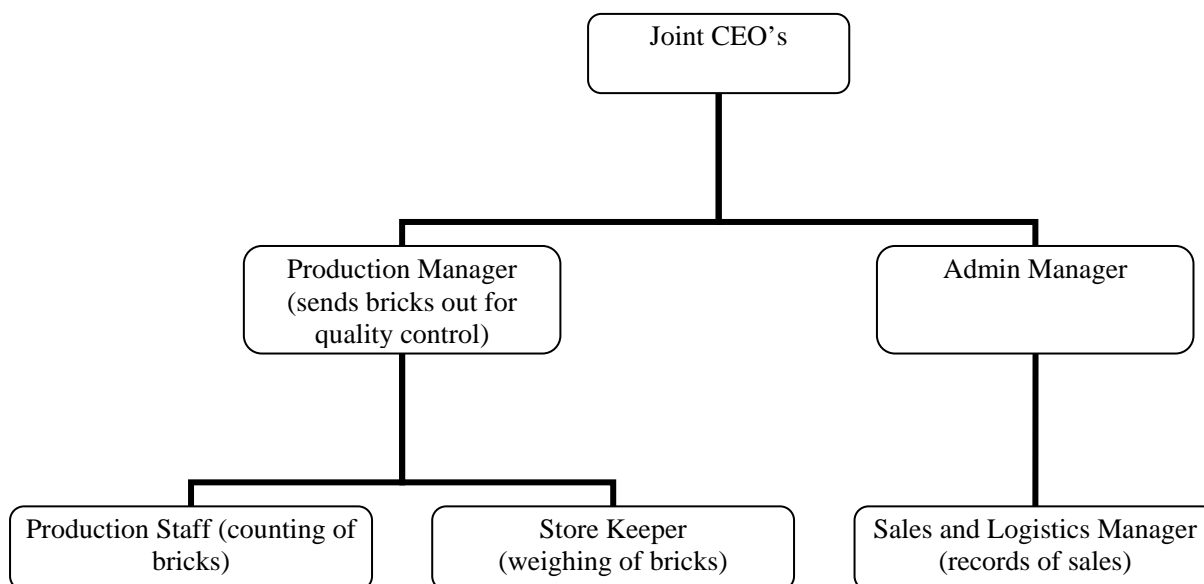 Joint CEO’s
Production Manager
(sends bricks out for
quality control)
Admin Manager
Production Staff (counting of
bricks)
Store Keeper
(weighing of bricks)
Sales and Logistics Manager
(records of sales)